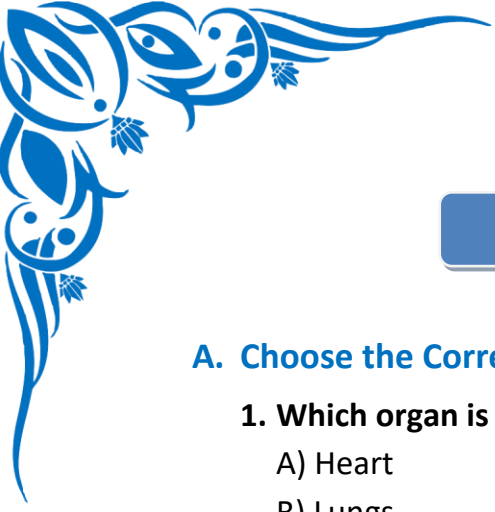 A. Choose the Corre
1. Which organ is
A) Heart
B) Lungs